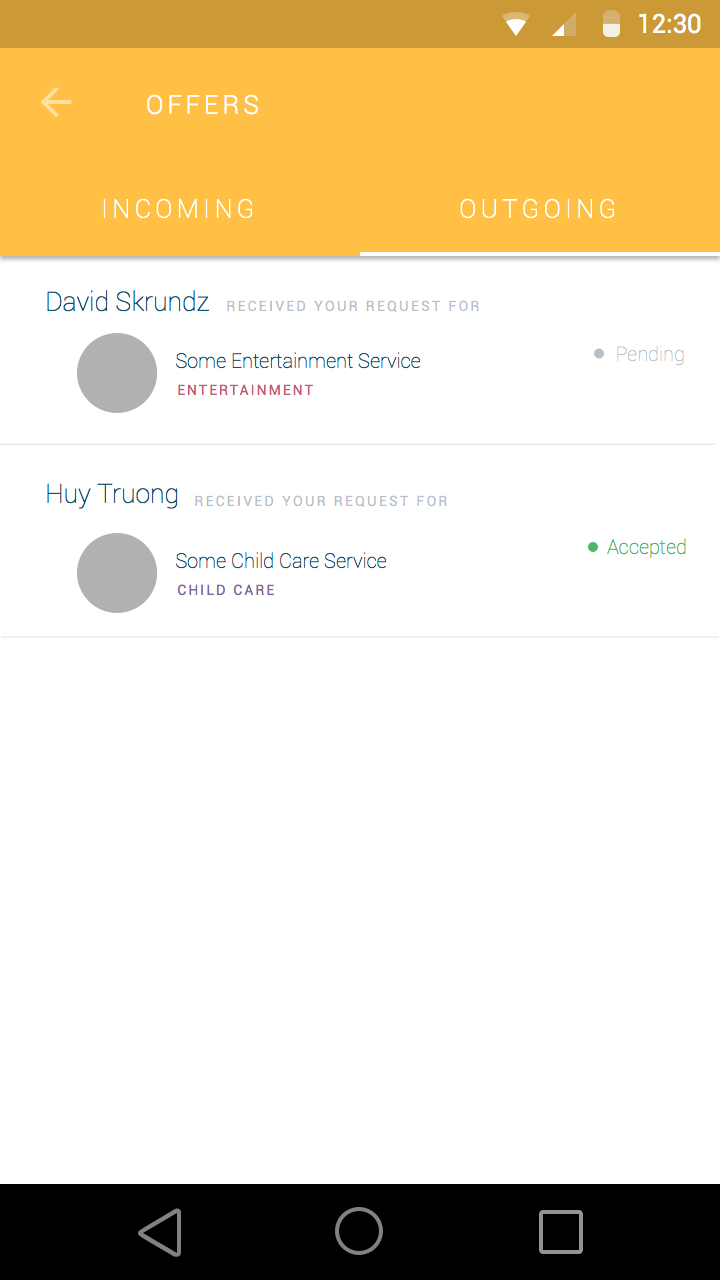 12:30
OFFERS
INCOMING OUTGOING
David Skrundz RECEIVED YOUR REQUEST FOR
Some Entertainment Service
Pending
ENTERTAINMENT
Huy Truong RECEIVED YOUR REQUEST FOR
Some Child Care Service
Accepted
CHILD CARE